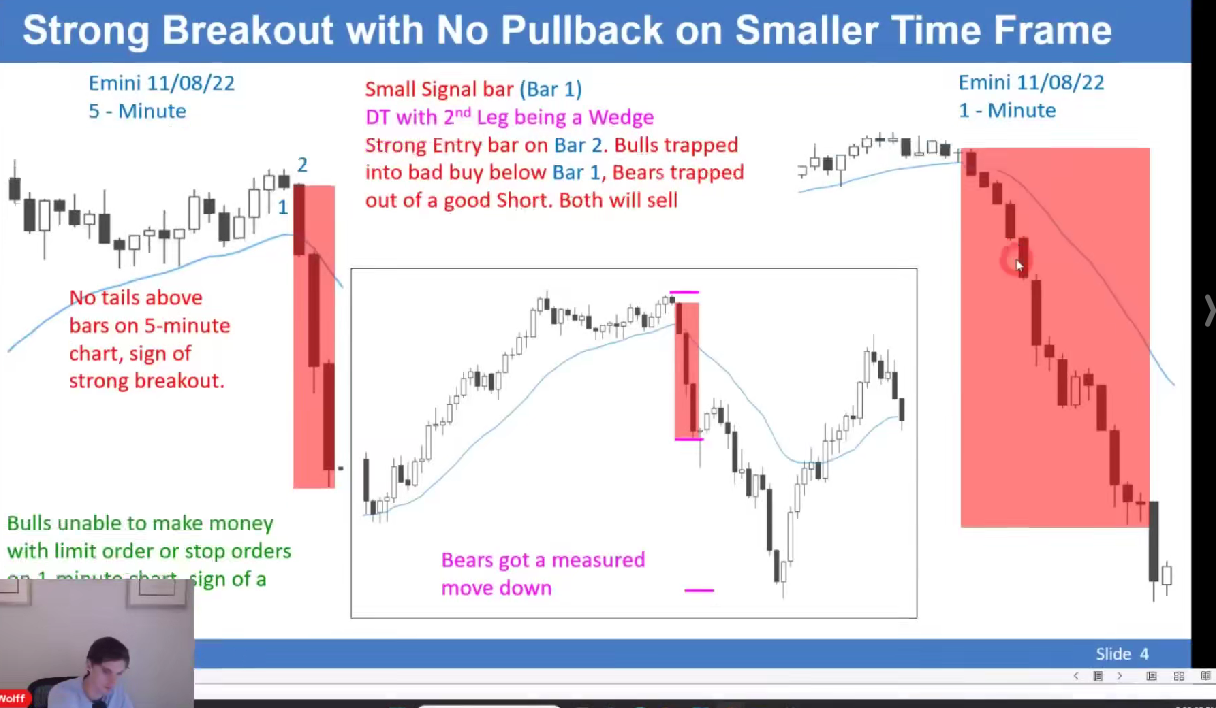 Strong Breakout with No Pullback on Smaller Time Frame
Emini 11/08/22
5 - Minute
Small Signal bar (Bar 1)
DT with 2nd Leg being a Wedge
Strong Entry bar on Bar 2. Bulls trapped
into bad buy below Bar 1, Bears trapped
out of a good Short. Both will sell
Emini 11/08/22
1 - Minute
2
1
No tails above
bars on 5-minute
chart, sign of
strong breakout.
Bulls unable to make money
with limit order or stop orders
on 1-minute chart, sign of a
Bears got a measured
move down
Slide 4
Wolff